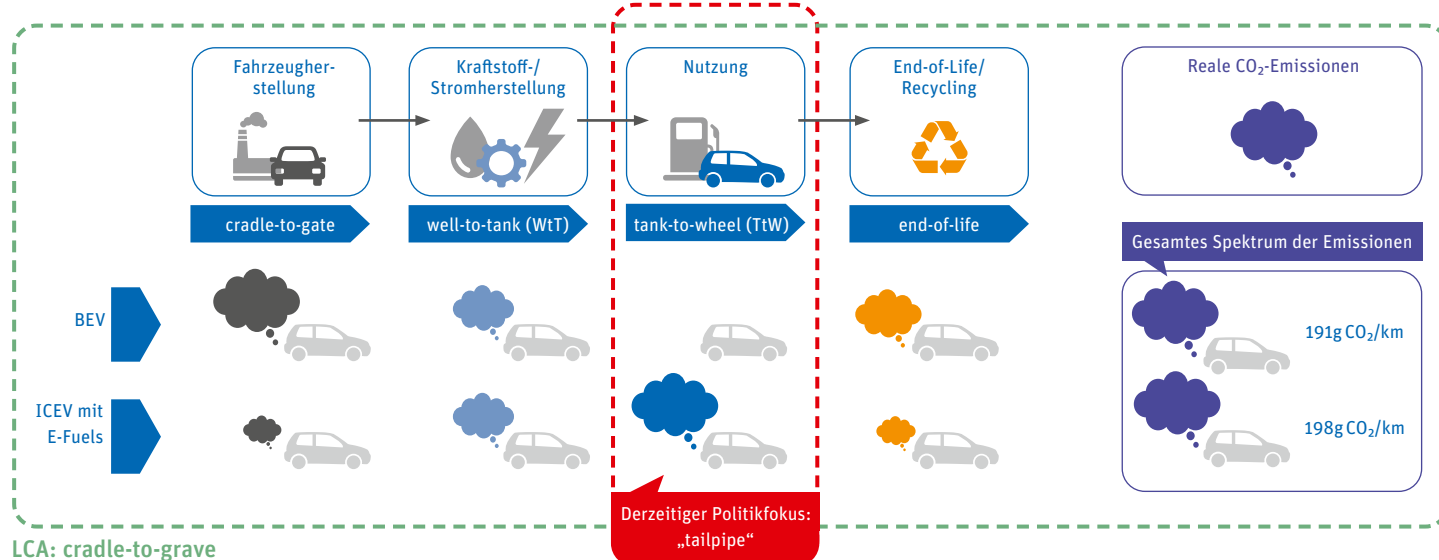 Fahrzeugher-
stellung
Kraftstoff-/
Stromherstellung
Nutzung
End-of-Life/
Recycling
Reale CO₂-Emissionen
cradle-to-gate
well-to-tank (WtT)
tank-to-wheel (TtW)
end-of-life
Gesamtes Spektrum der Emissionen
BEV
191g CO₂/km
ICEV mit
E-Fuels
198g CO₂/km
Derzeitiger Politikfokus:
„tailpipe“
LCA: cradle-to-grave